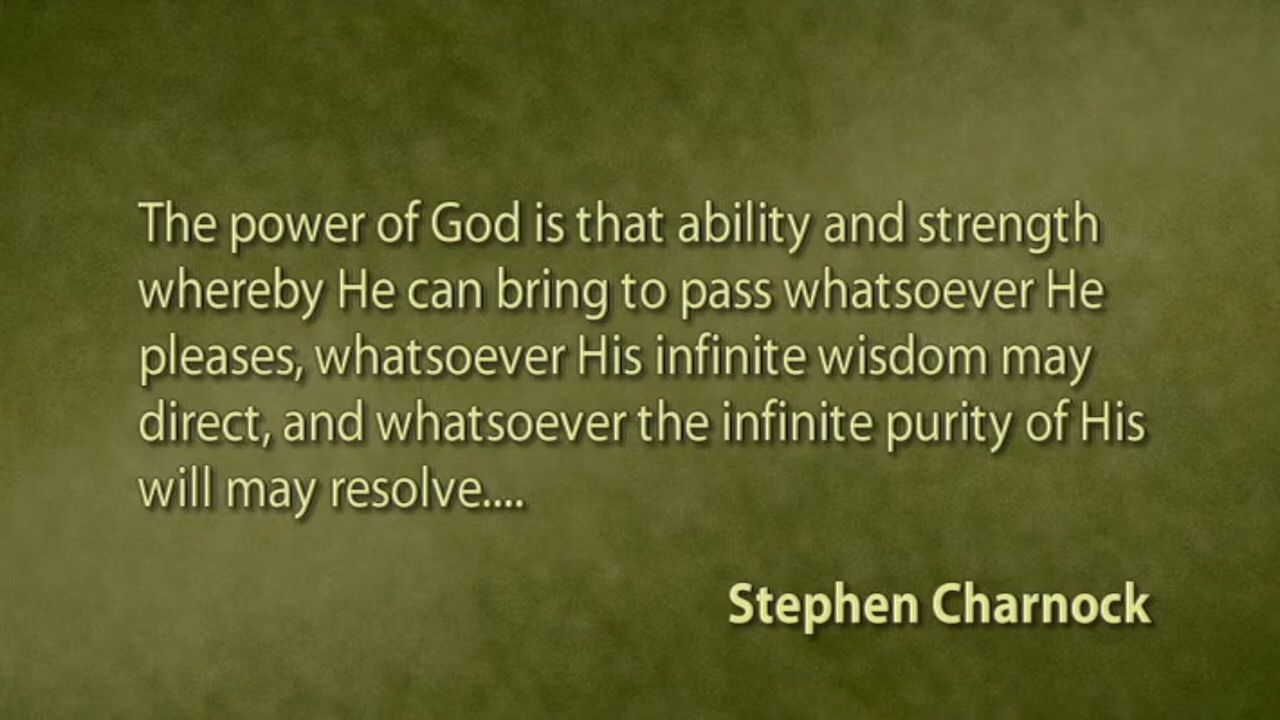 The power of God is that ability and strength
whereby He can bring to pass whatsoever He
pleases, whatsoever His infinite wisdom may
direct, and whatsoever the infinite purity of His
will may resolve....
Stephen Charnock